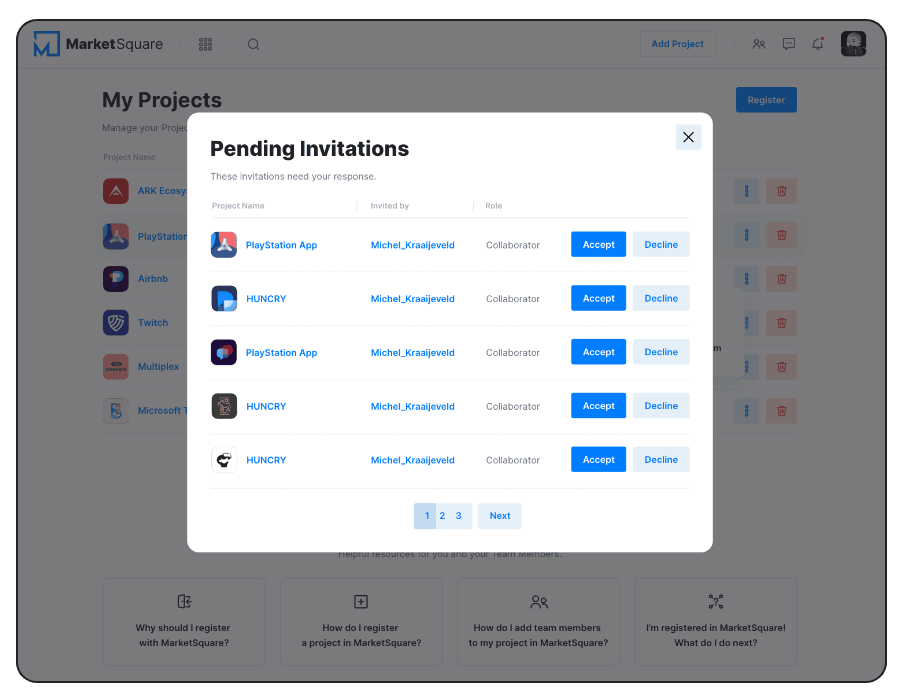 MarketSquare
Add Project
My Projects
Register
Manage your Projec
Project Name
ARK Ecosy
PlayStation
Airbnb
Twitch
Multiplex
Microsoft T
m
Pending Invitations
These invitations need your response.
Project Name Invited by Role
PlayStation App Michel_Kraaijeveld Collaborator Accept Decline
HUNCRY Michel_Kraaijeveld Collaborator Accept Decline
PlayStation App Michel_Kraaijeveld Collaborator Accept Decline
HUNCRY Michel_Kraaijeveld Collaborator Accept Decline
HUNCRY Michel_Kraaijeveld Collaborator Accept Decline
1 2 3 Next
Helpful resources for you and your Team Members.
Why should I register
with MarketSquare?
How do I register
a project in MarketSquare?
How do I add team members
to my project in MarketSquare?
I'm registered in MarketSquare!
What do I do next?